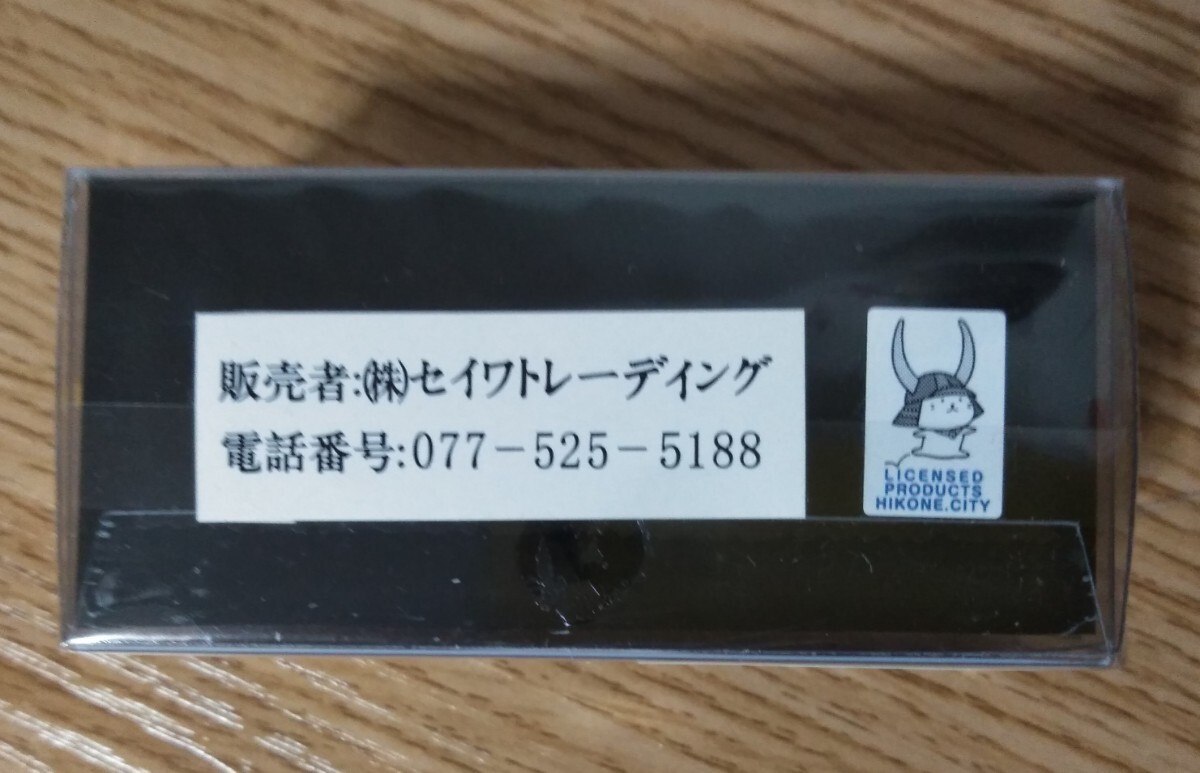 販売者:㈱セイワトレーディング
電話番号:077-525-5188
LICENSED
PRODUCTS
HIKONE.CITY